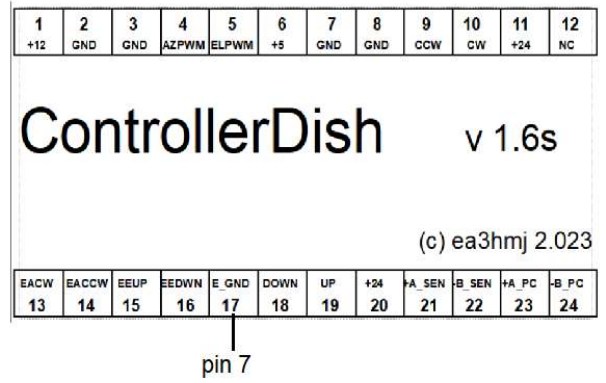 1 2 3 4 5 6 7 8 9 10 11 12
+12 GND GND AZPWM ELPWM +5 GND GND CCW CW +24 NC
ControllerDish v 1.6s
(c) ea3hmj 2.023
EACW EACCW EEUP EEDWN E_GND DOWN UP +24 +A_SEN -B_SEN +A_PC -B_PC
13 14 15 16 17 18 19 20 21 22 23 24
pin 7